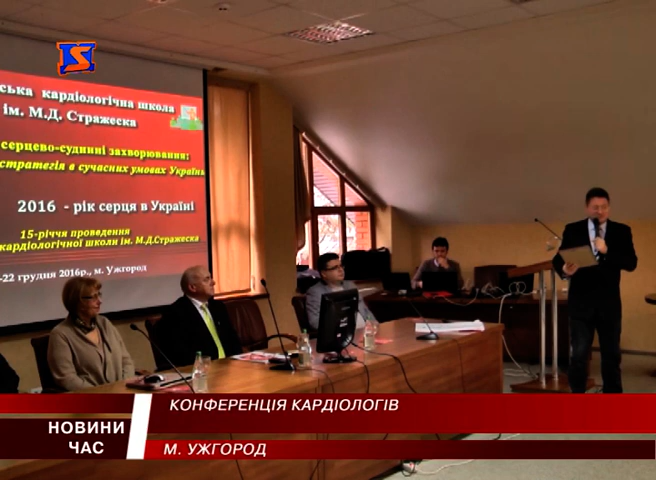 ська кардіологічна школа
ім. М.Д. Стражеска
серцево-судинні захворювання:
стратегія в сучасних умовах Україн
2016 - рік серця в Україні
15-річчя проведення
кардіологічної школи ім. М.Д.Стражеска
-22 грудня 2016р., м. Ужгород
КОНФЕРЕНЦІЯ КАРДІОЛОГІВ
НОВИНИ
ЧАС
М. УЖГОРОД